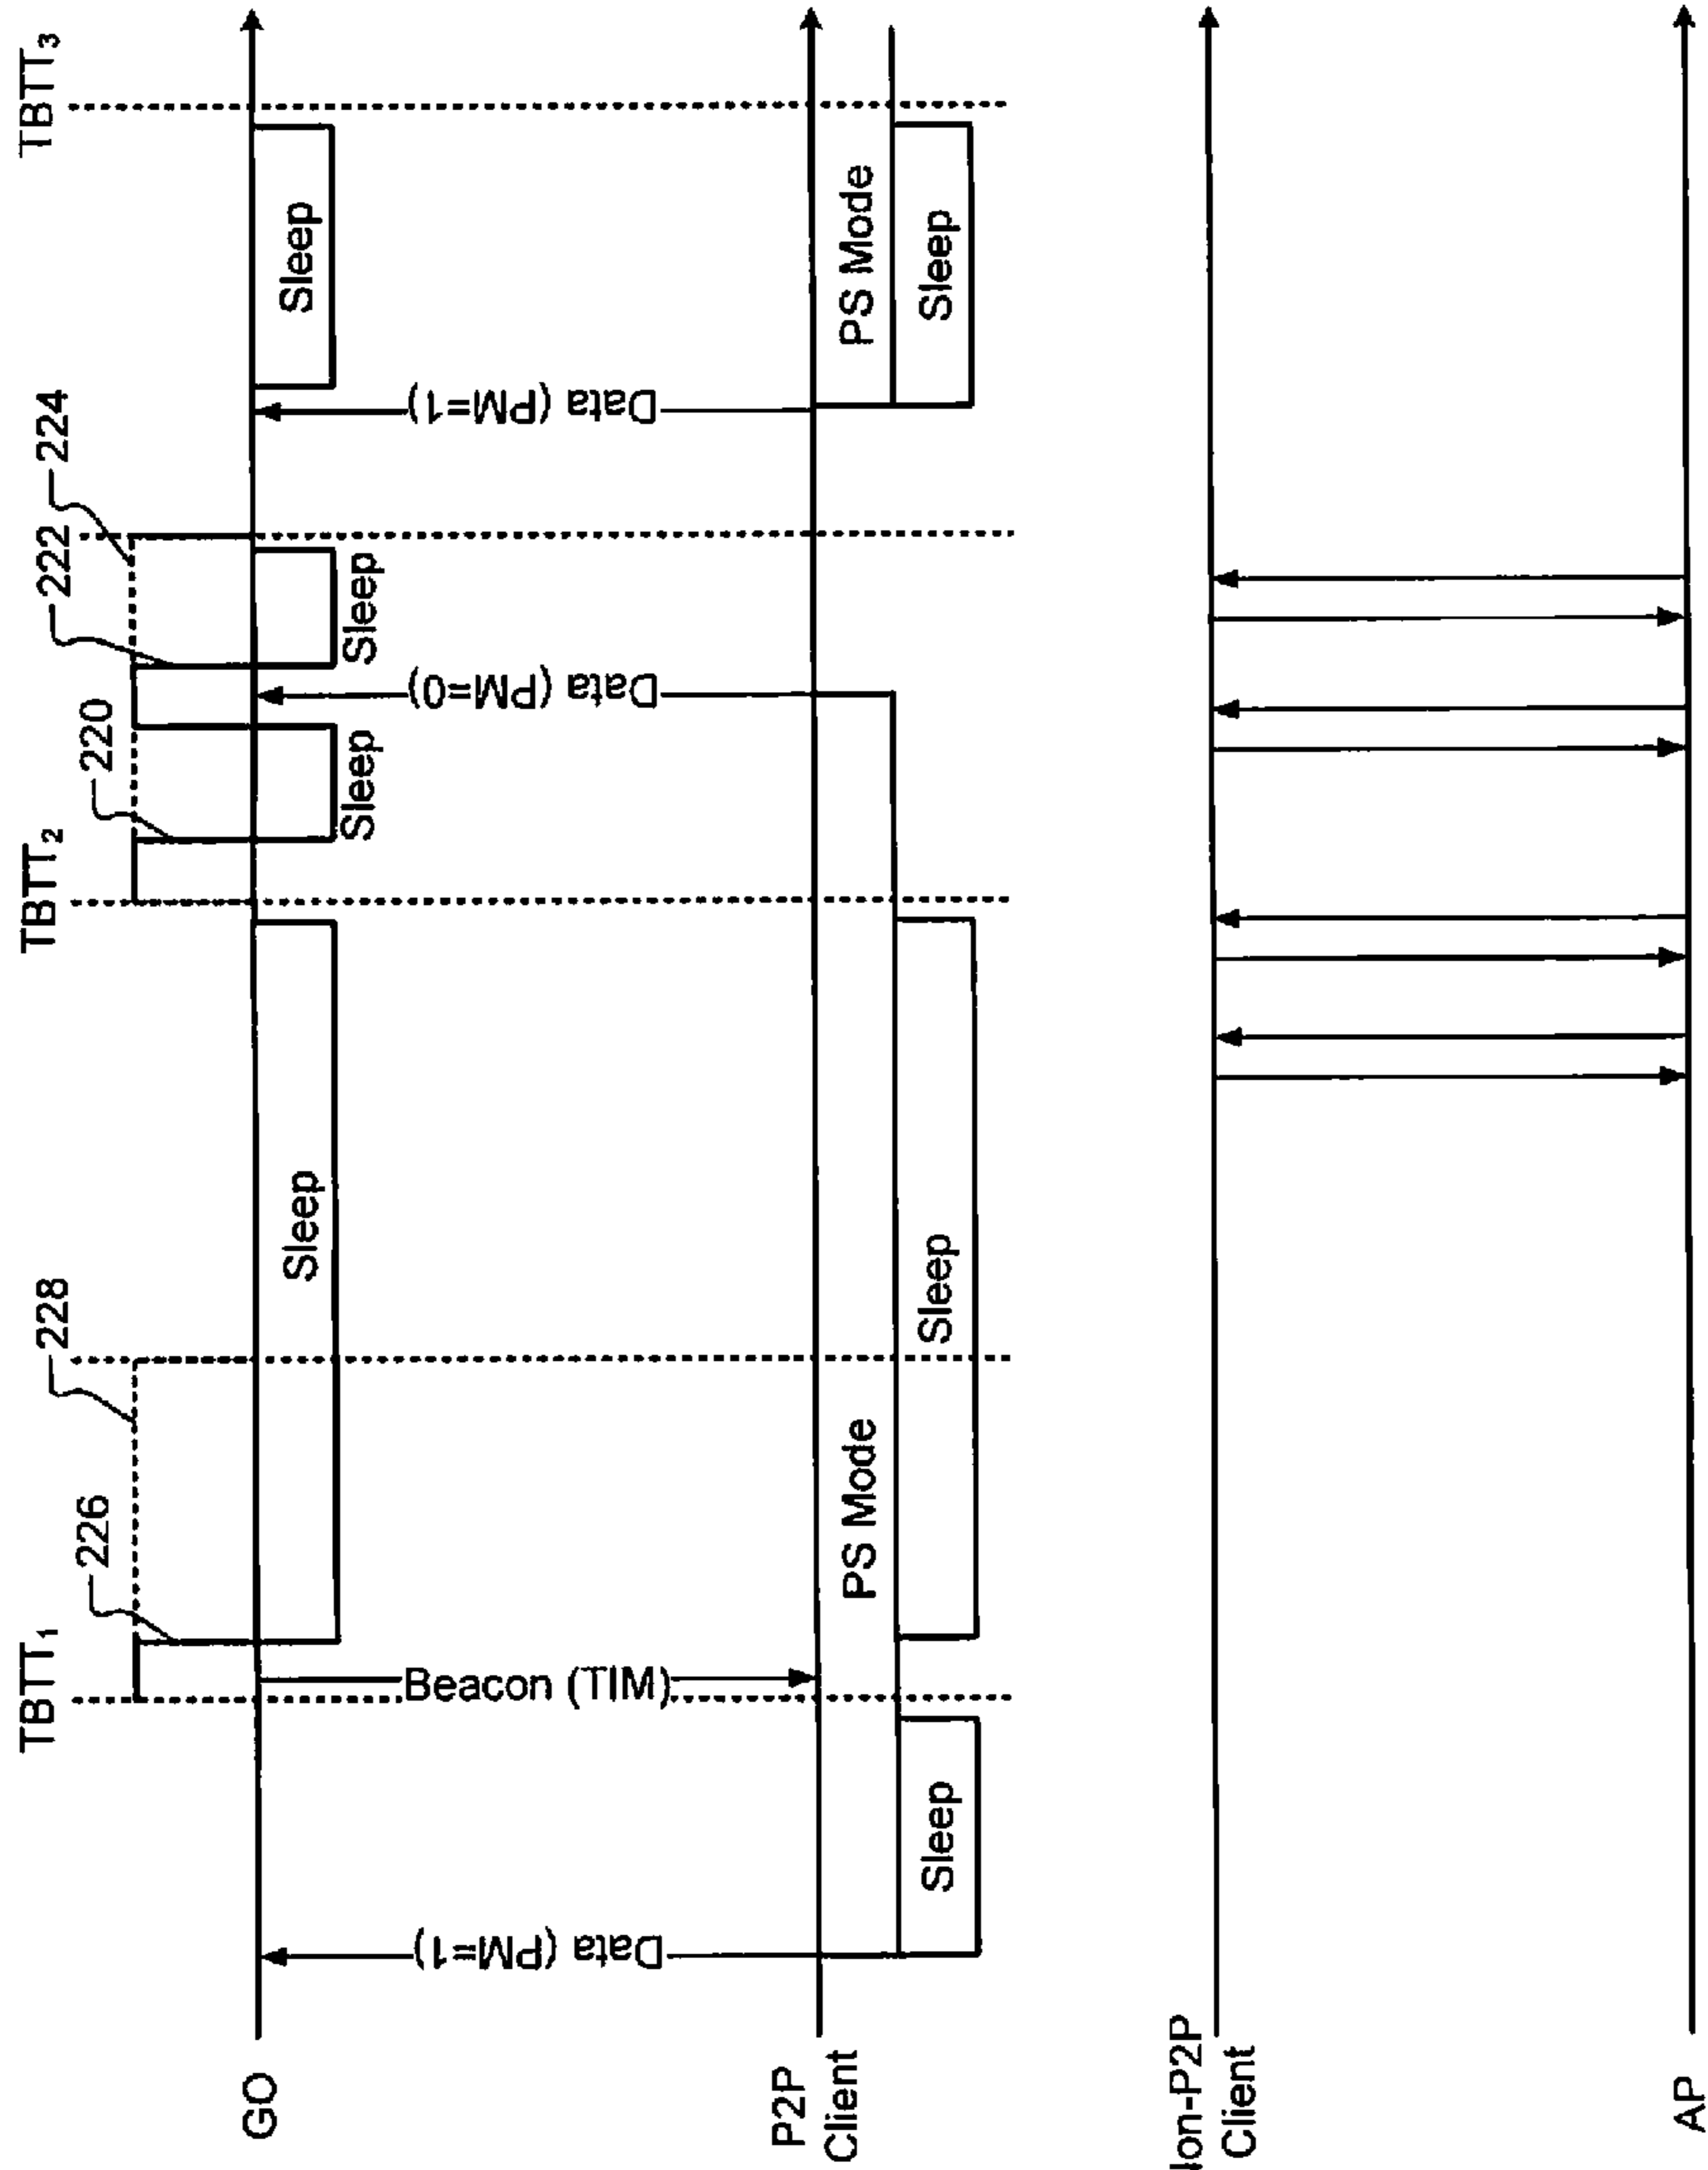 TBTT₁
TBTT₂
TBTT₃
226
228
220
222
224
GO
Sleep
Sleep
Sleep
Sleep
Data (PM=1)
Beacon (TIM)
Data (PM=0)
Data (PM=1)
P2P
Client
PS Mode
PS Mode
Sleep
Sleep
Sleep
lon-P2P
Client
AP